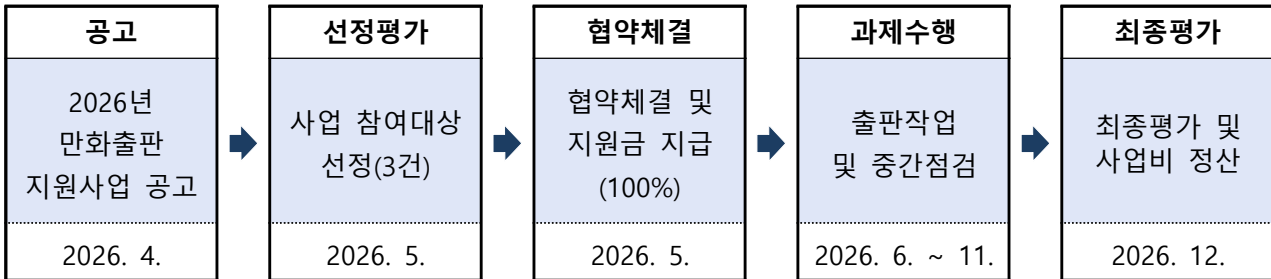 공고
2026년
만화출판
지원사업 공고
2026. 4.
선정평가
사업 참여대상
선정(3건)
2026. 5.
협약체결
협약체결 및
지원금 지급
(100%)
2026. 5.
과제수행
출판작업
및 중간점검
2026. 6. ~ 11.
최종평가
최종평가 및
사업비 정산
2026. 12.